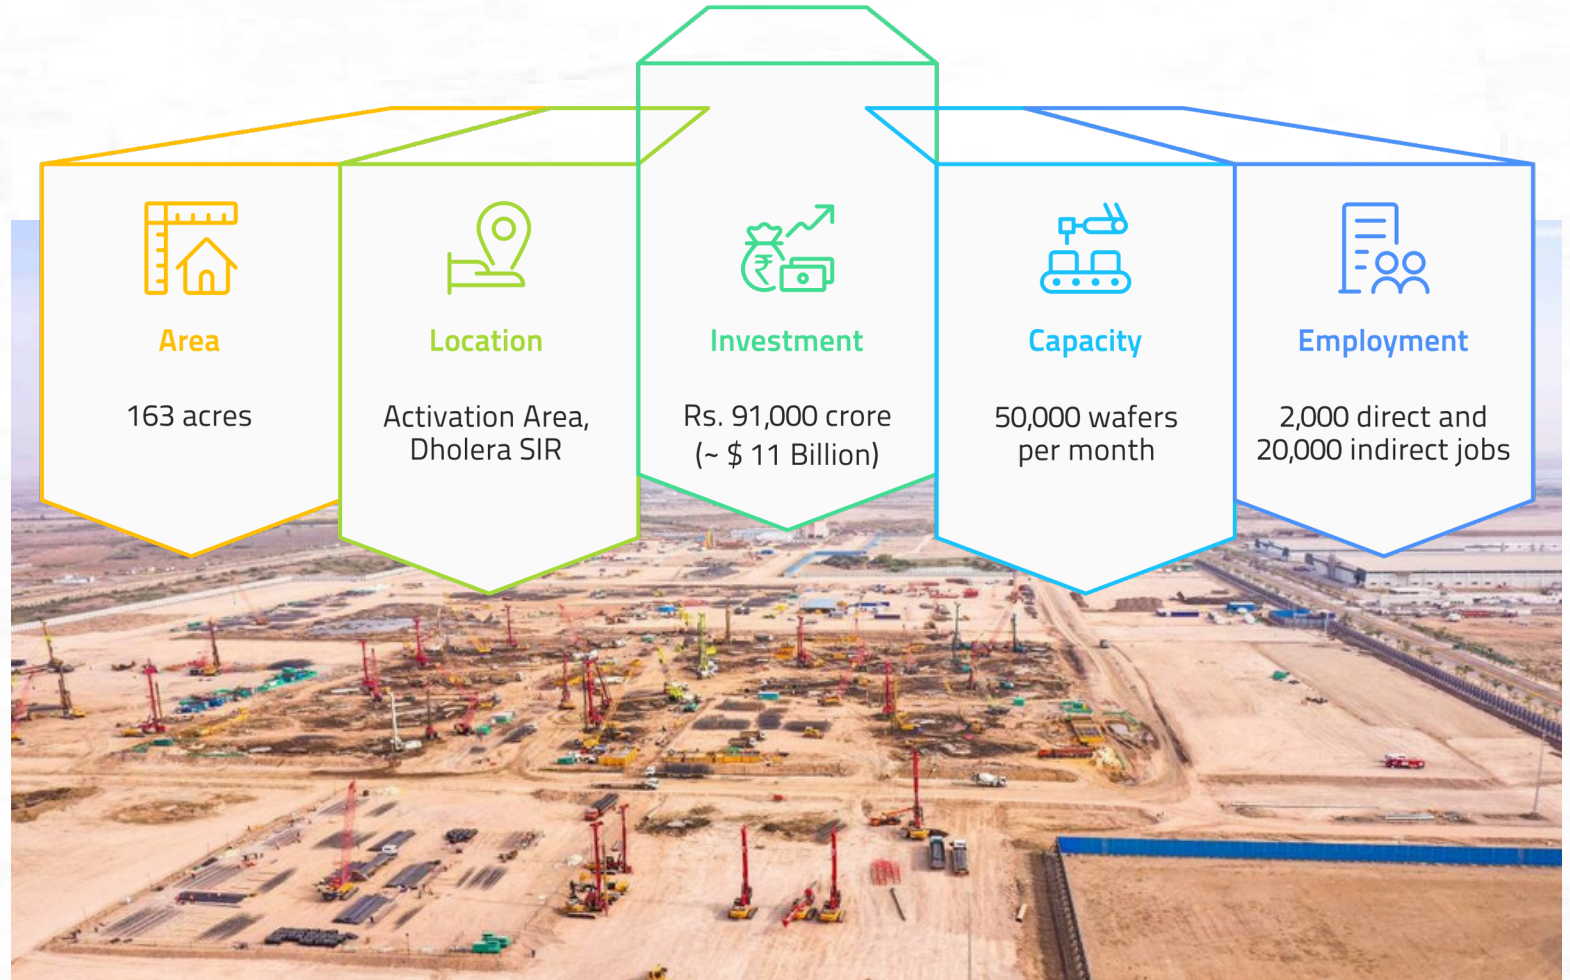 Area
163 acres
Location
Activation Area,
Dholera SIR
Investment
Rs. 91,000 crore
(~ $ 11 Billion)
Capacity
50,000 wafers
per month
Employment
2,000 direct and
20,000 indirect jobs